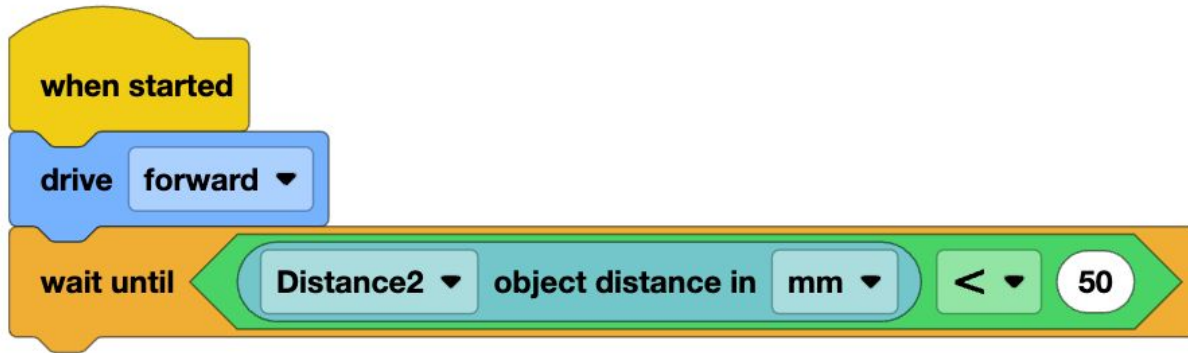 when started
drive forward
wait until Distance2 object distance in mm < 50